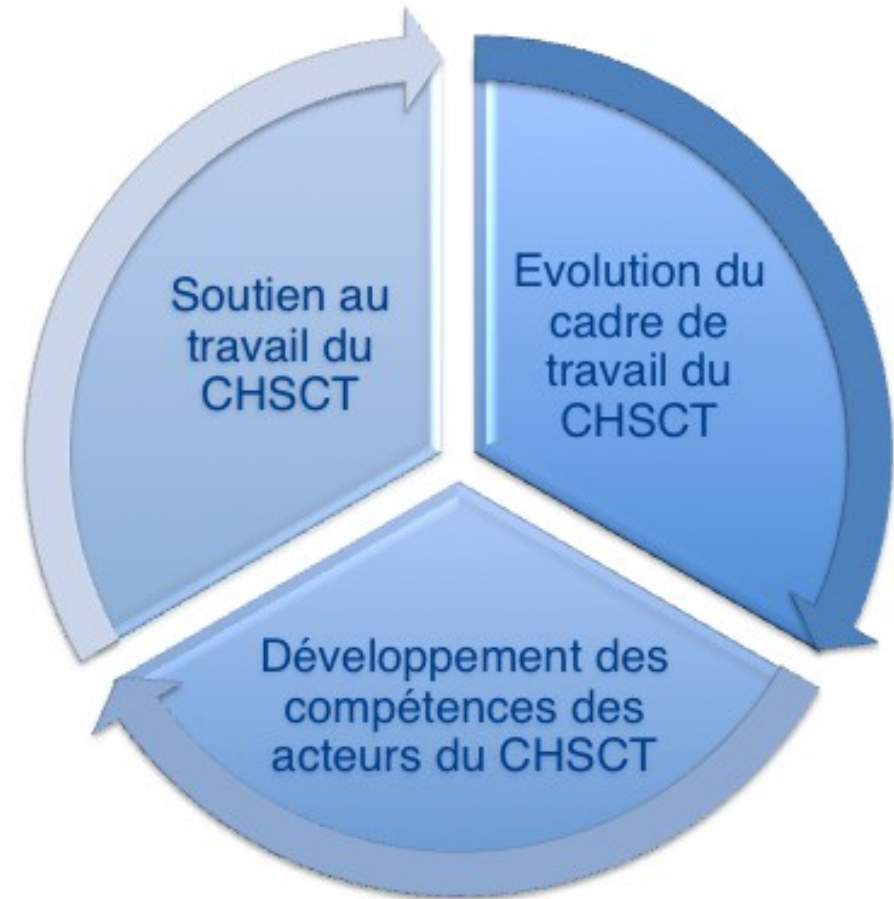 Soutien au
travail du
CHSCT
Evolution du
cadre de
travail du
CHSCT
Développement des
compétences des
acteurs du CHSCT